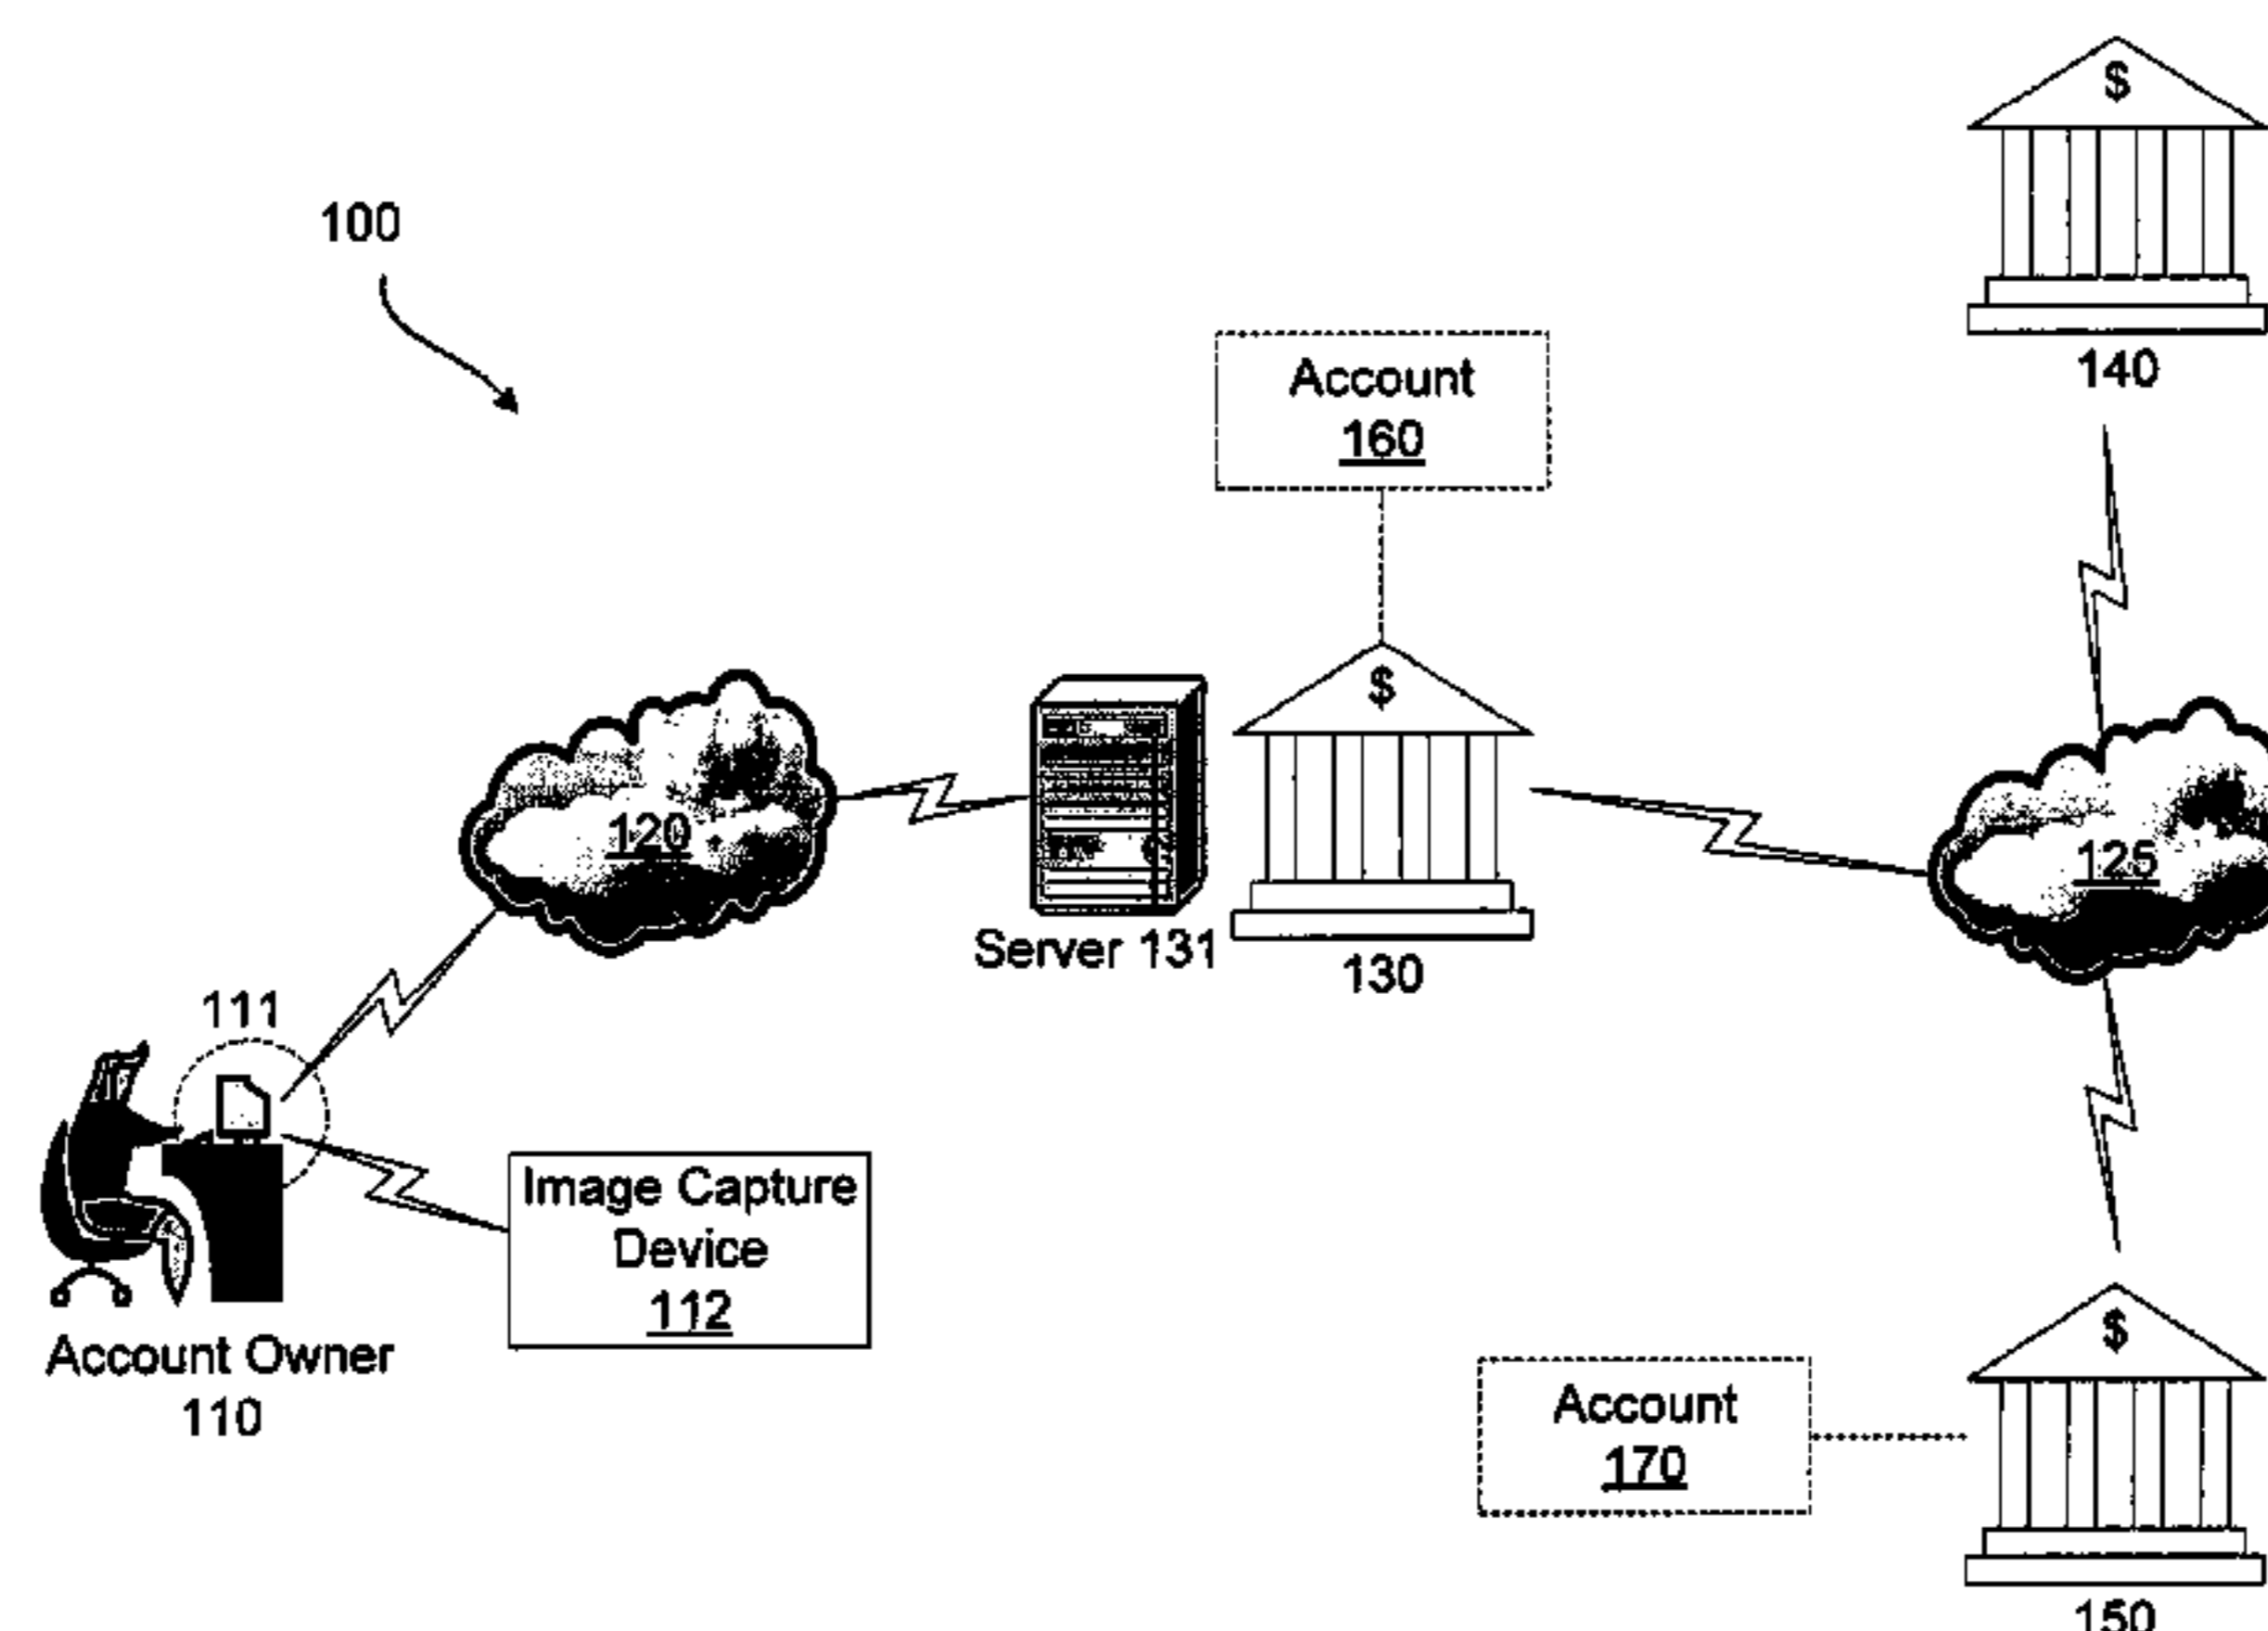 $
100
140
Account
160
$
120
125
Server 131
130
111
Image Capture
Device
112
Account Owner
110
$
Account
170
150